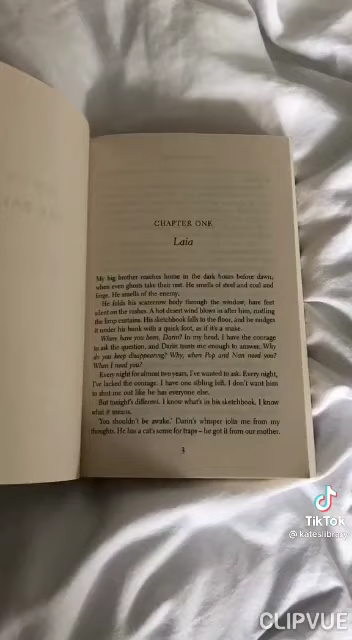 CHAPTER ONE
Laia
My big brother reaches home in the dark hours before dawn,
when even ghosts take their rest. He smells of steel and coal and
forge. He smells of the enemy.
He folds his scarecrow body through the window, bare feet
silent on the rushes. A hot desert wind blows in after him, rustling
the limp curtains. His sketchbook falls to the floor, and he nudges
it under his bunk with a quick foot, as if it's a snake.
Where have you been, Darin? In my head, I have the courage
to ask the question, and Darin trusts me enough to answer. Why
do you keep disappearing? Why, when Pop and Nan need you?
When I need you?
Every night for almost two years, I've wanted to ask. Every night,
I've lacked the courage. I have one sibling left. I don't want him
to shut me out like he has everyone else.
But tonight's different. I know what's in his sketchbook. I know
what it means.
'You shouldn't be awake.' Darin's whisper jolts me from my
thoughts. He has a cat's sense for traps—he got it from our mother.
3
TikTok
@kateslibrary
CLIPVUE